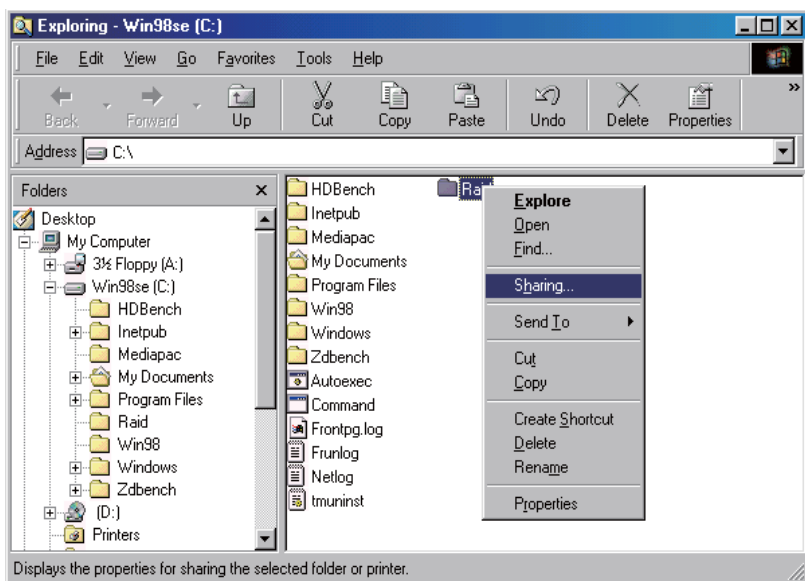 Exploring - Win98se (C:)
File Edit View Go Favorites Tools Help
Back Forward Up Cut Copy Paste Undo Delete Properties »
Address C:\
Folders
Desktop
My Computer
3½ Floppy (A:)
Win98se (C:)
HDBench
Inetpub
Mediapac
My Documents
Program Files
Raid
Win98
Windows
Zdbench
(D:)
Printers
HDBench
Inetpub
Mediapac
My Documents
Program Files
Win98
Windows
Zdbench
Autoexec
Command
Frontpg.log
Frunlog
Netlog
tmuninst
Explore
Open
Find...
Sharing...
Send To
Cut
Copy
Create Shortcut
Delete
Rename
Properties
Displays the properties for sharing the selected folder or printer.